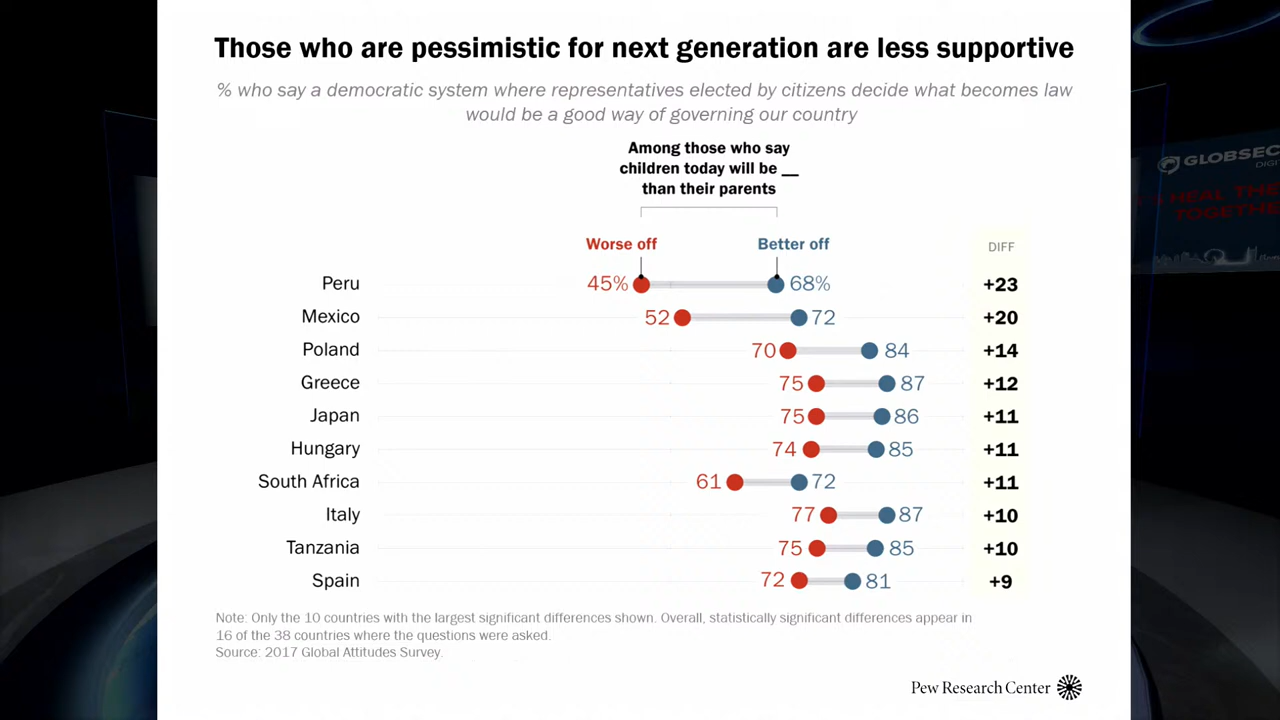 Those who are pessimistic for next generation are less supportive
% who say a democratic system where representatives elected by citizens decide what becomes law
would be a good way of governing our country
Among those who say
children today will be __
than their parents
Worse off Better off DIFF
Peru 45% 68% +23
Mexico 52 72 +20
Poland 70 84 +14
Greece 75 87 +12
Japan 75 86 +11
Hungary 74 85 +11
South Africa 61 72 +11
Italy 77 87 +10
Tanzania 75 85 +10
Spain 72 81 +9
Note: Only the 10 countries with the largest significant differences shown. Overall, statistically significant differences appear in
16 of the 38 countries where the questions were asked.
Source: 2017 Global Attitudes Survey.
Pew Research Center
GLOBSEC
DIGI
HEAL THE
TOGETHE